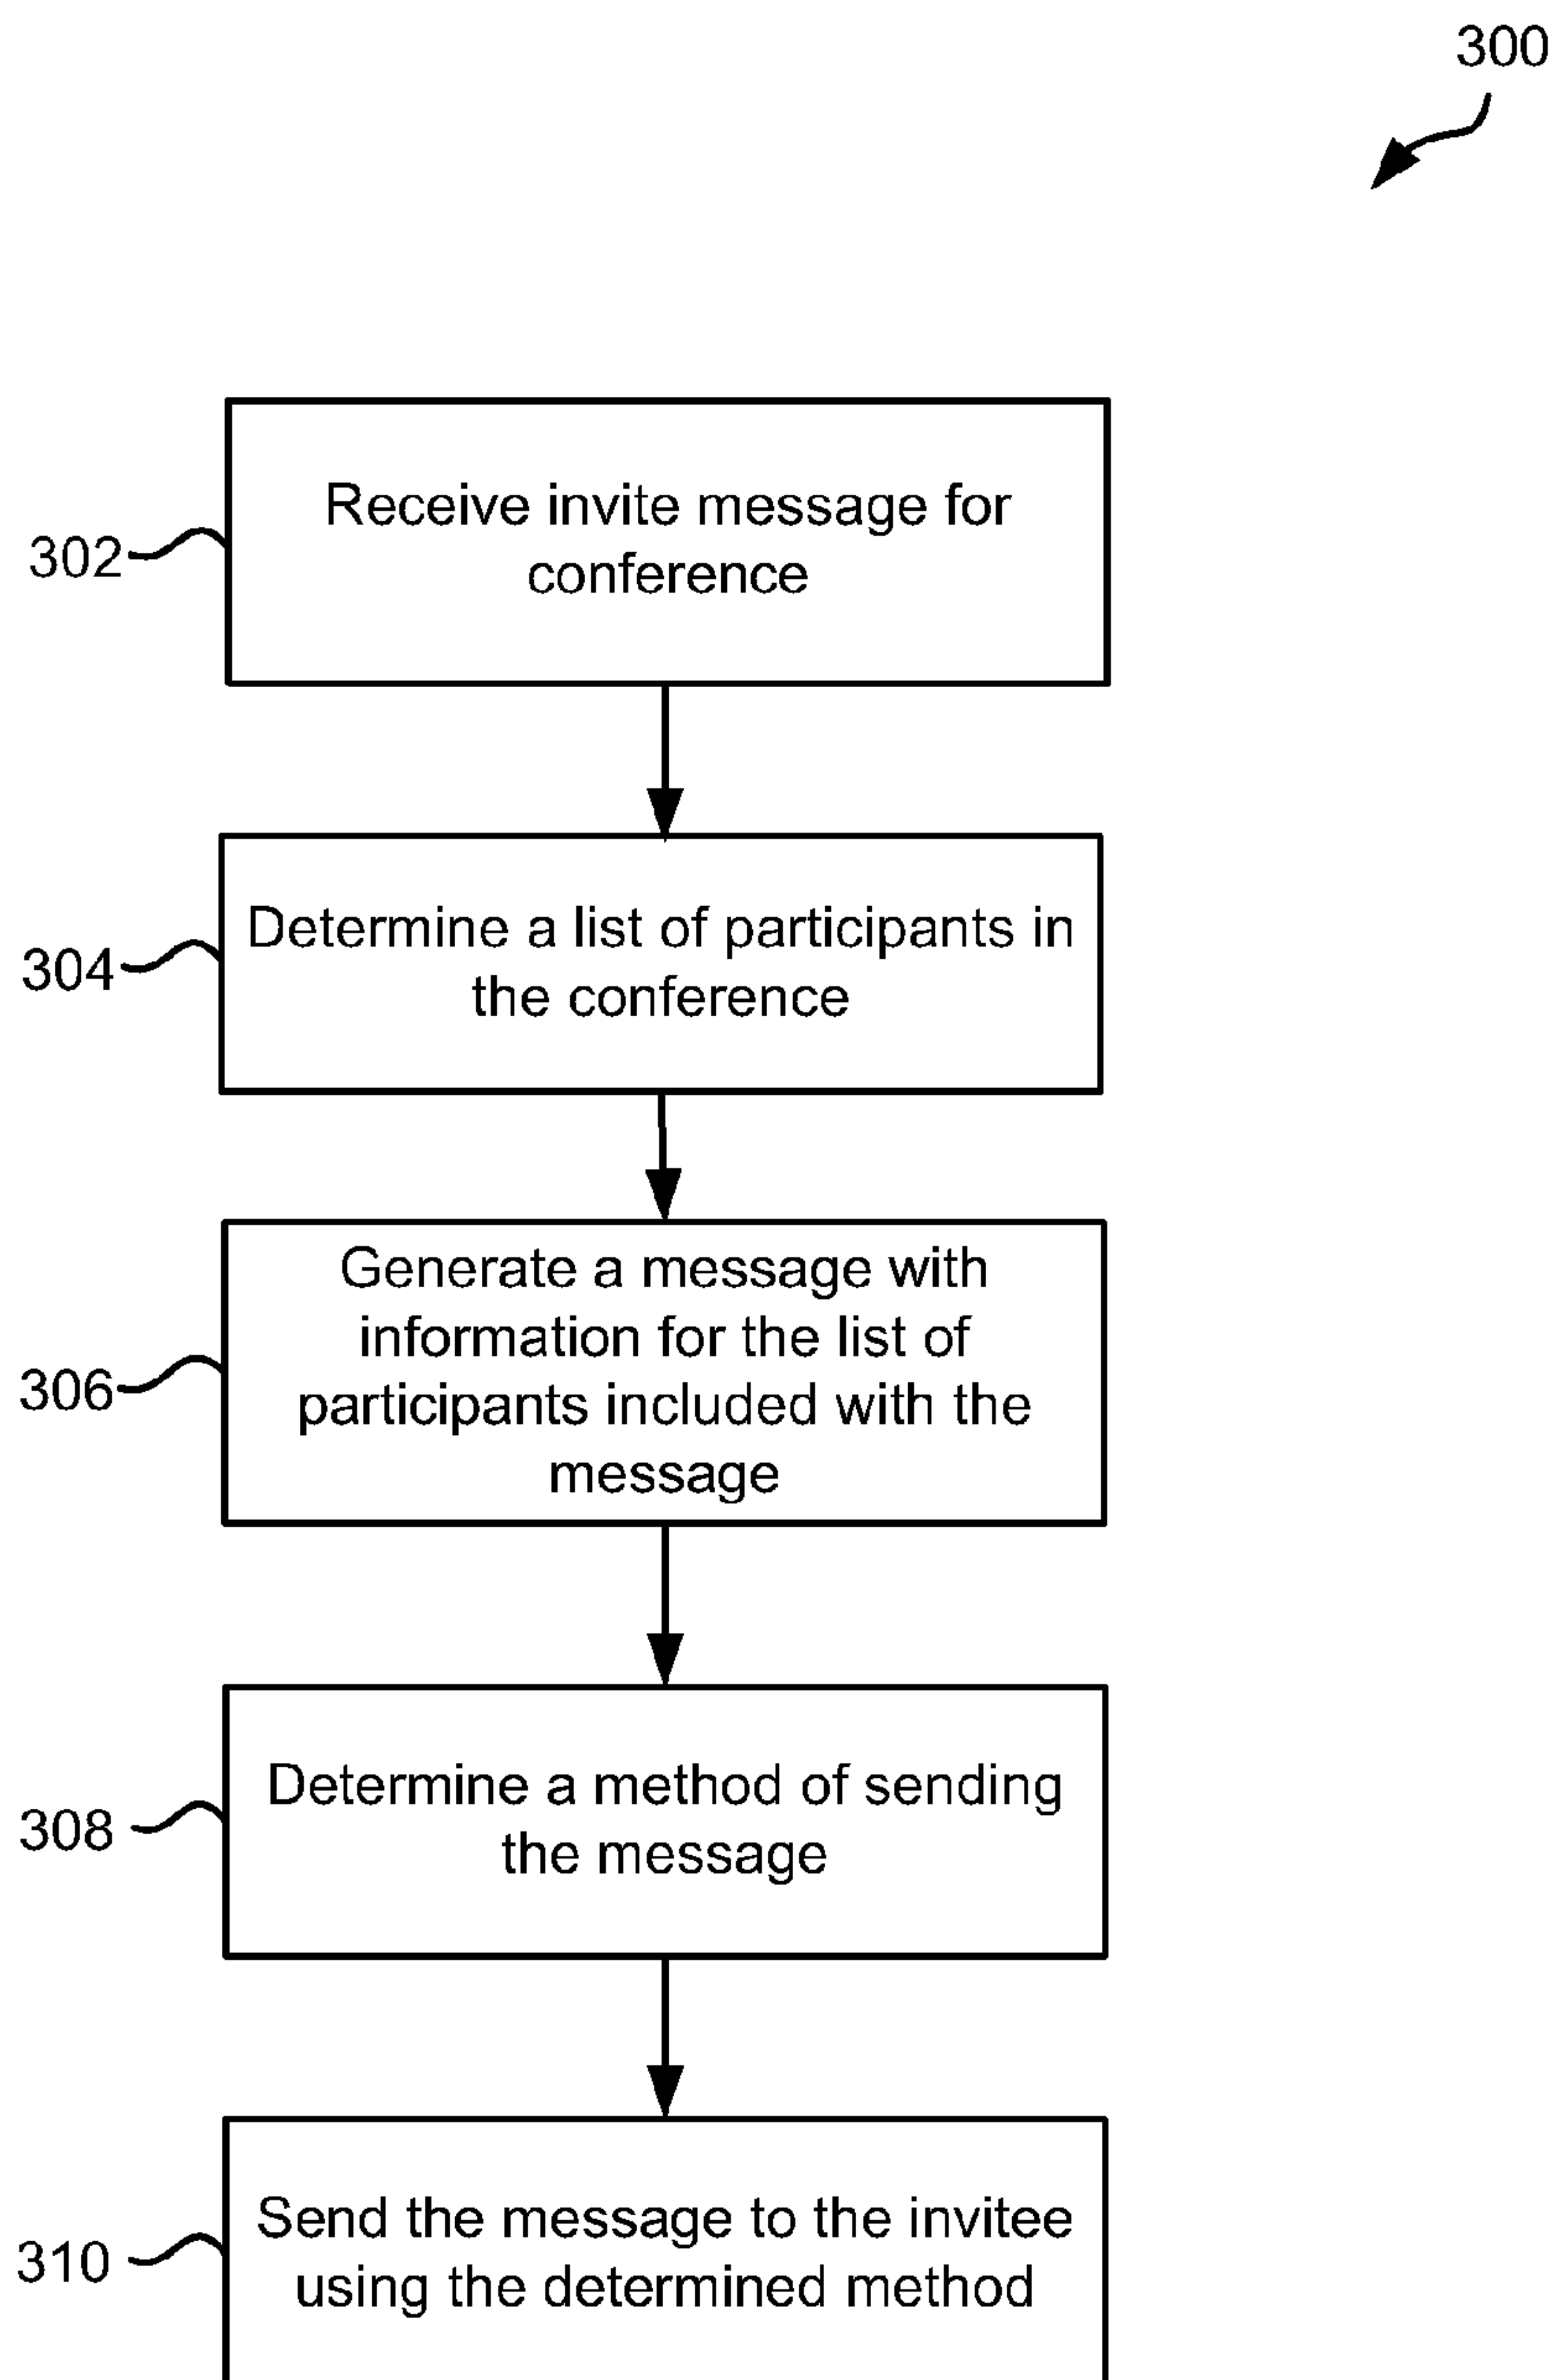 300
302
Receive invite message for
conference
304
Determine a list of participants in
the conference
306
Generate a message with
information for the list of
participants included with the
message
308
Determine a method of sending
the message
310
Send the message to the invitee
using the determined method